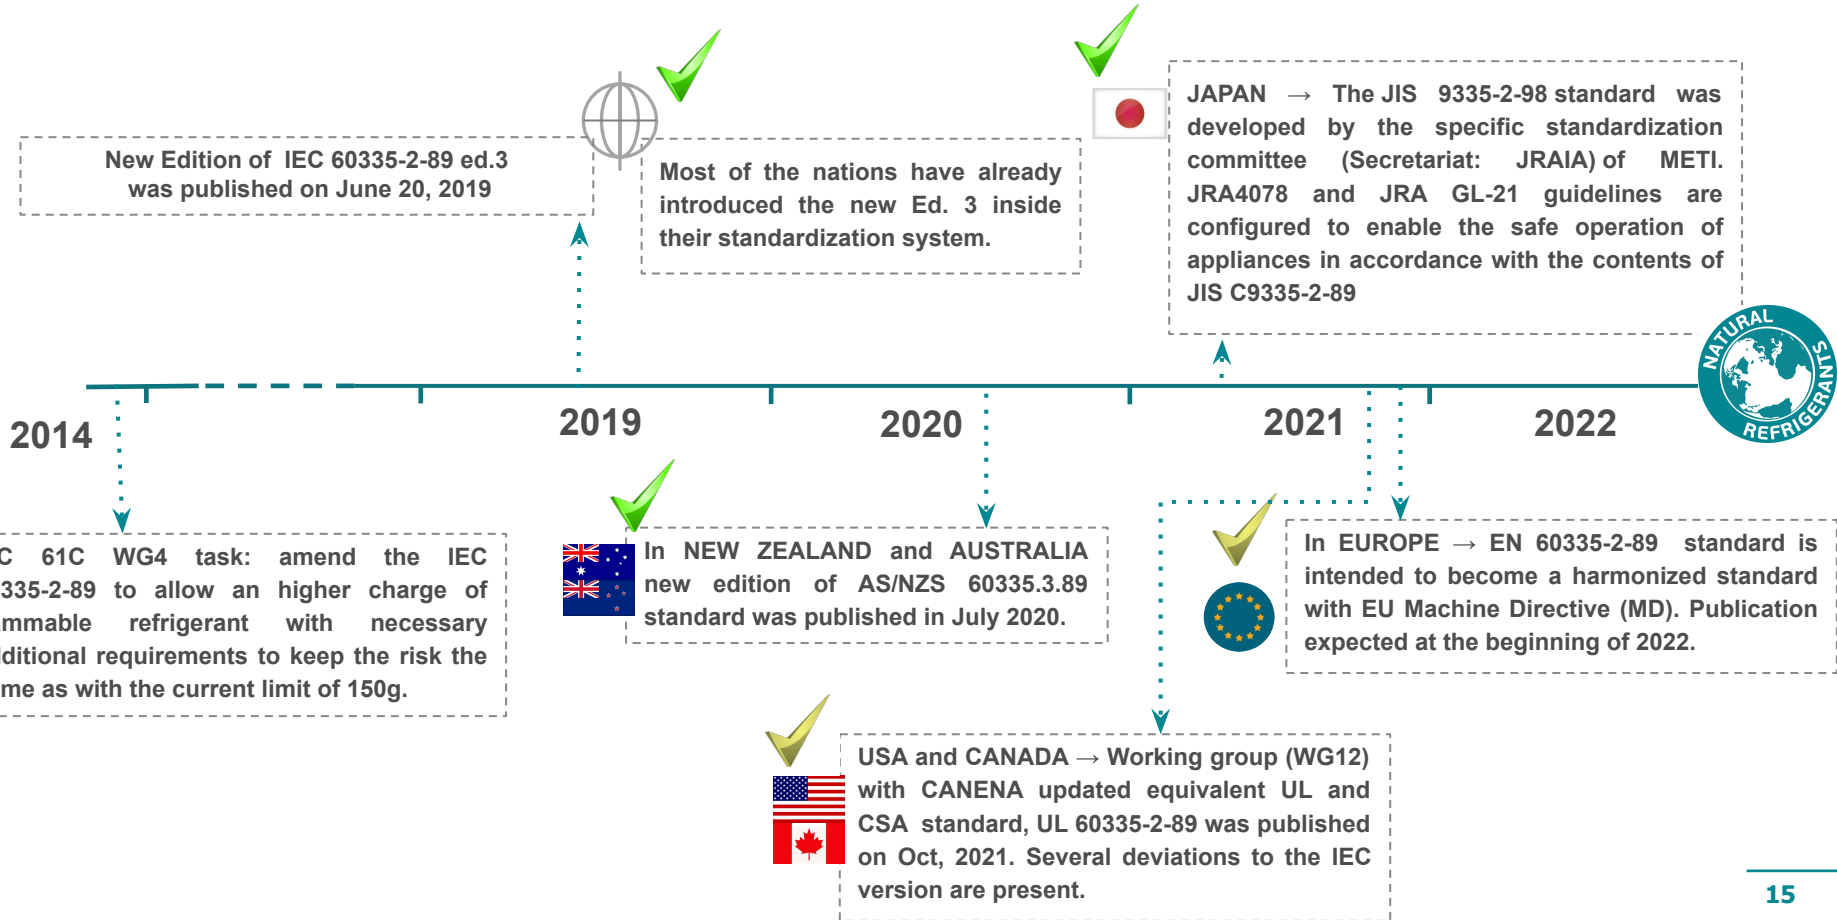 New Edition of IEC 60335-2-89 ed.3
was published on June 20, 2019
Most of the nations have already
introduced the new Ed. 3 inside
their standardization system.
JAPAN → The JIS 9335-2-98 standard was
developed by the specific standardization
committee (Secretariat: JRAIA) of METI.
JRA4078 and JRA GL-21 guidelines are
configured to enable the safe operation of
appliances in accordance with the contents of
JIS C9335-2-89
NATURAL
REFRIGERANTS
2014
2019
2020
2021
2022
61C WG4 task: amend the IEC
335-2-89 to allow an higher charge of
refrigerant with necessary
requirements to keep the risk the
as with the current limit of 150g.
In NEW ZEALAND and AUSTRALIA
new edition of AS/NZS 60335.3.89
standard was published in July 2020.
In EUROPE → EN 60335-2-89 standard is
intended to become a harmonized standard
with EU Machine Directive (MD). Publication
expected at the beginning of 2022.
USA and CANADA → Working group (WG12)
with CANENA updated equivalent UL and
CSA standard, UL 60335-2-89 was published
on Oct, 2021. Several deviations to the IEC
version are present.
15